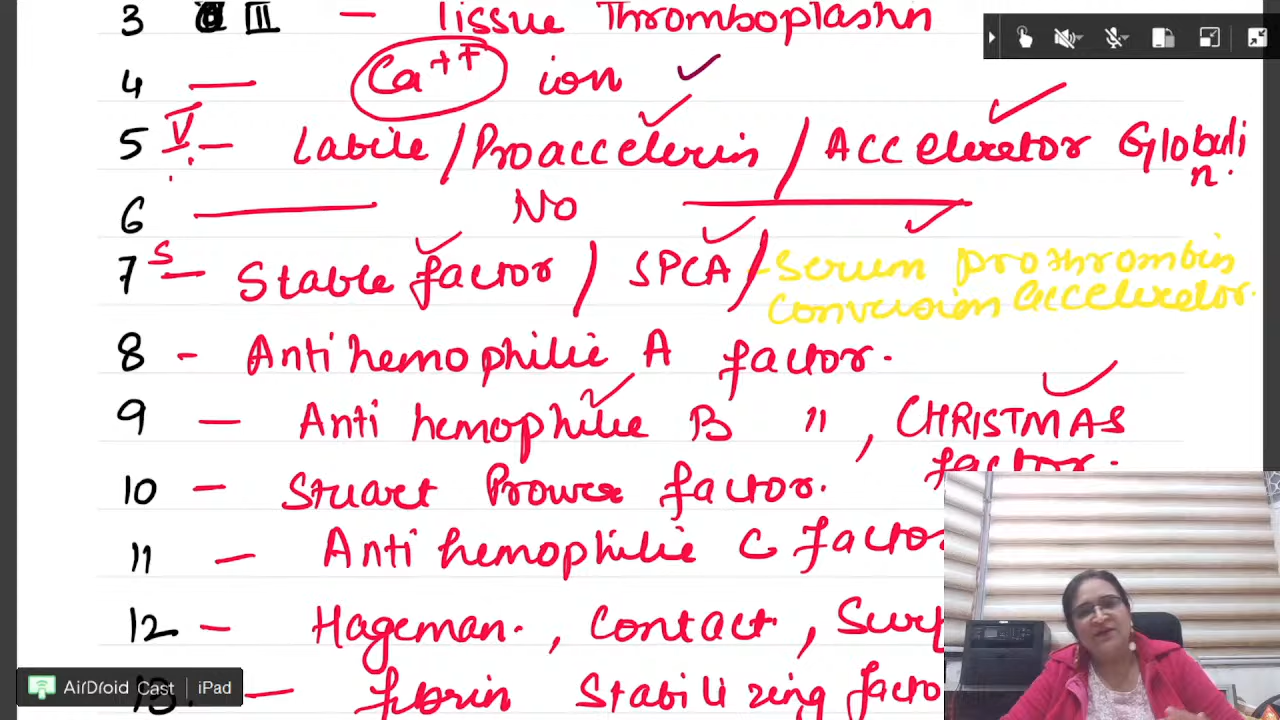 3 III - Tissue Thromboplastin
4 — Ca++ ion
5 V — Labile / Proaccelerin / Accelerator Globulin.
6 — No —
7 S — Stable factor / SPCA / - Serum prothrombin
Conversion accelerator.
8 - Antihemophilic A factor.
9 - Anti hemophilic B " , CHRISTMAS
factor.
10 - Stuart Prower factor.
11 - Anti hemophilic C factor
12 - Hageman. , Contact ,
13. - fibrin Stabilizing factor
AirDroid Cast | iPad